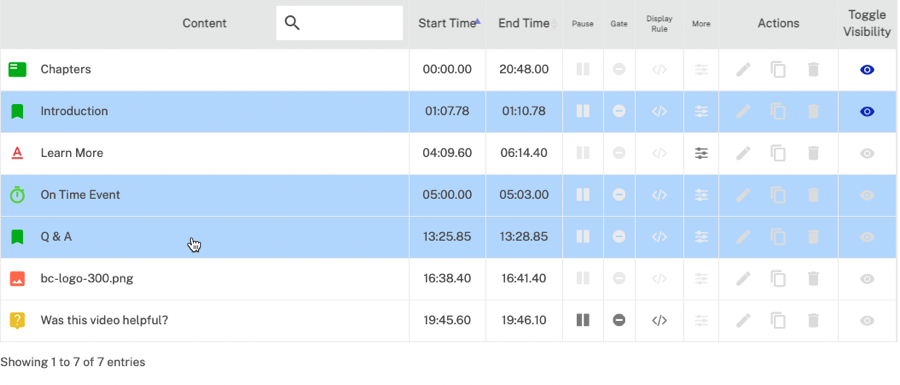 Content Start Time End Time Pause Gate Display Rule More Actions Toggle Visibility
Chapters 00:00.00 20:48.00
Introduction 01:07.78 01:10.78
Learn More 04:09.60 06:14.40
On Time Event 05:00.00 05:03.00
Q & A 13:25.85 13:28.85
bc-logo-300.png 16:38.40 16:41.40
Was this video helpful? 19:45.60 19:46.10
Showing 1 to 7 of 7 entries